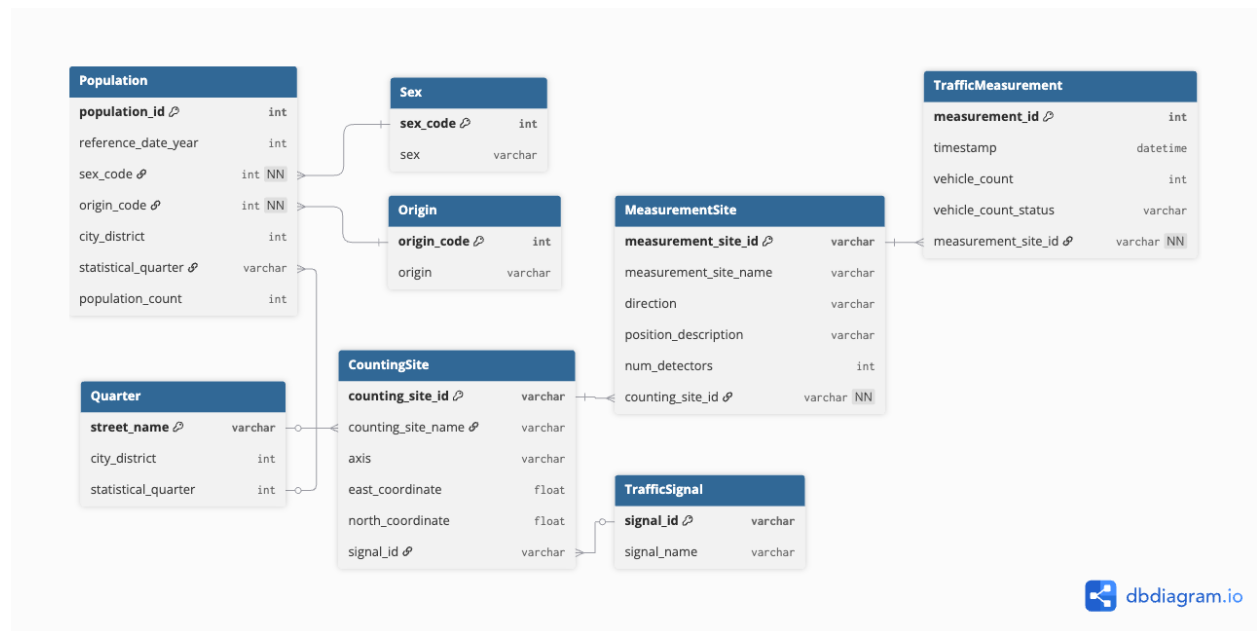 Population
population_id int
reference_date_year int
sex_code int NN
origin_code int NN
city_district int
statistical_quarter varchar
population_count int
Sex
sex_code int
sex varchar
Origin
origin_code int
origin varchar
Quarter
street_name varchar
city_district int
statistical_quarter int
CountingSite
counting_site_id varchar
counting_site_name varchar
axis varchar
east_coordinate float
north_coordinate float
signal_id varchar
MeasurementSite
measurement_site_id varchar
measurement_site_name varchar
direction varchar
position_description varchar
num_detectors int
counting_site_id varchar NN
TrafficSignal
signal_id varchar
signal_name varchar
TrafficMeasurement
measurement_id int
timestamp datetime
vehicle_count int
vehicle_count_status varchar
measurement_site_id varchar NN
dbdiagram.io